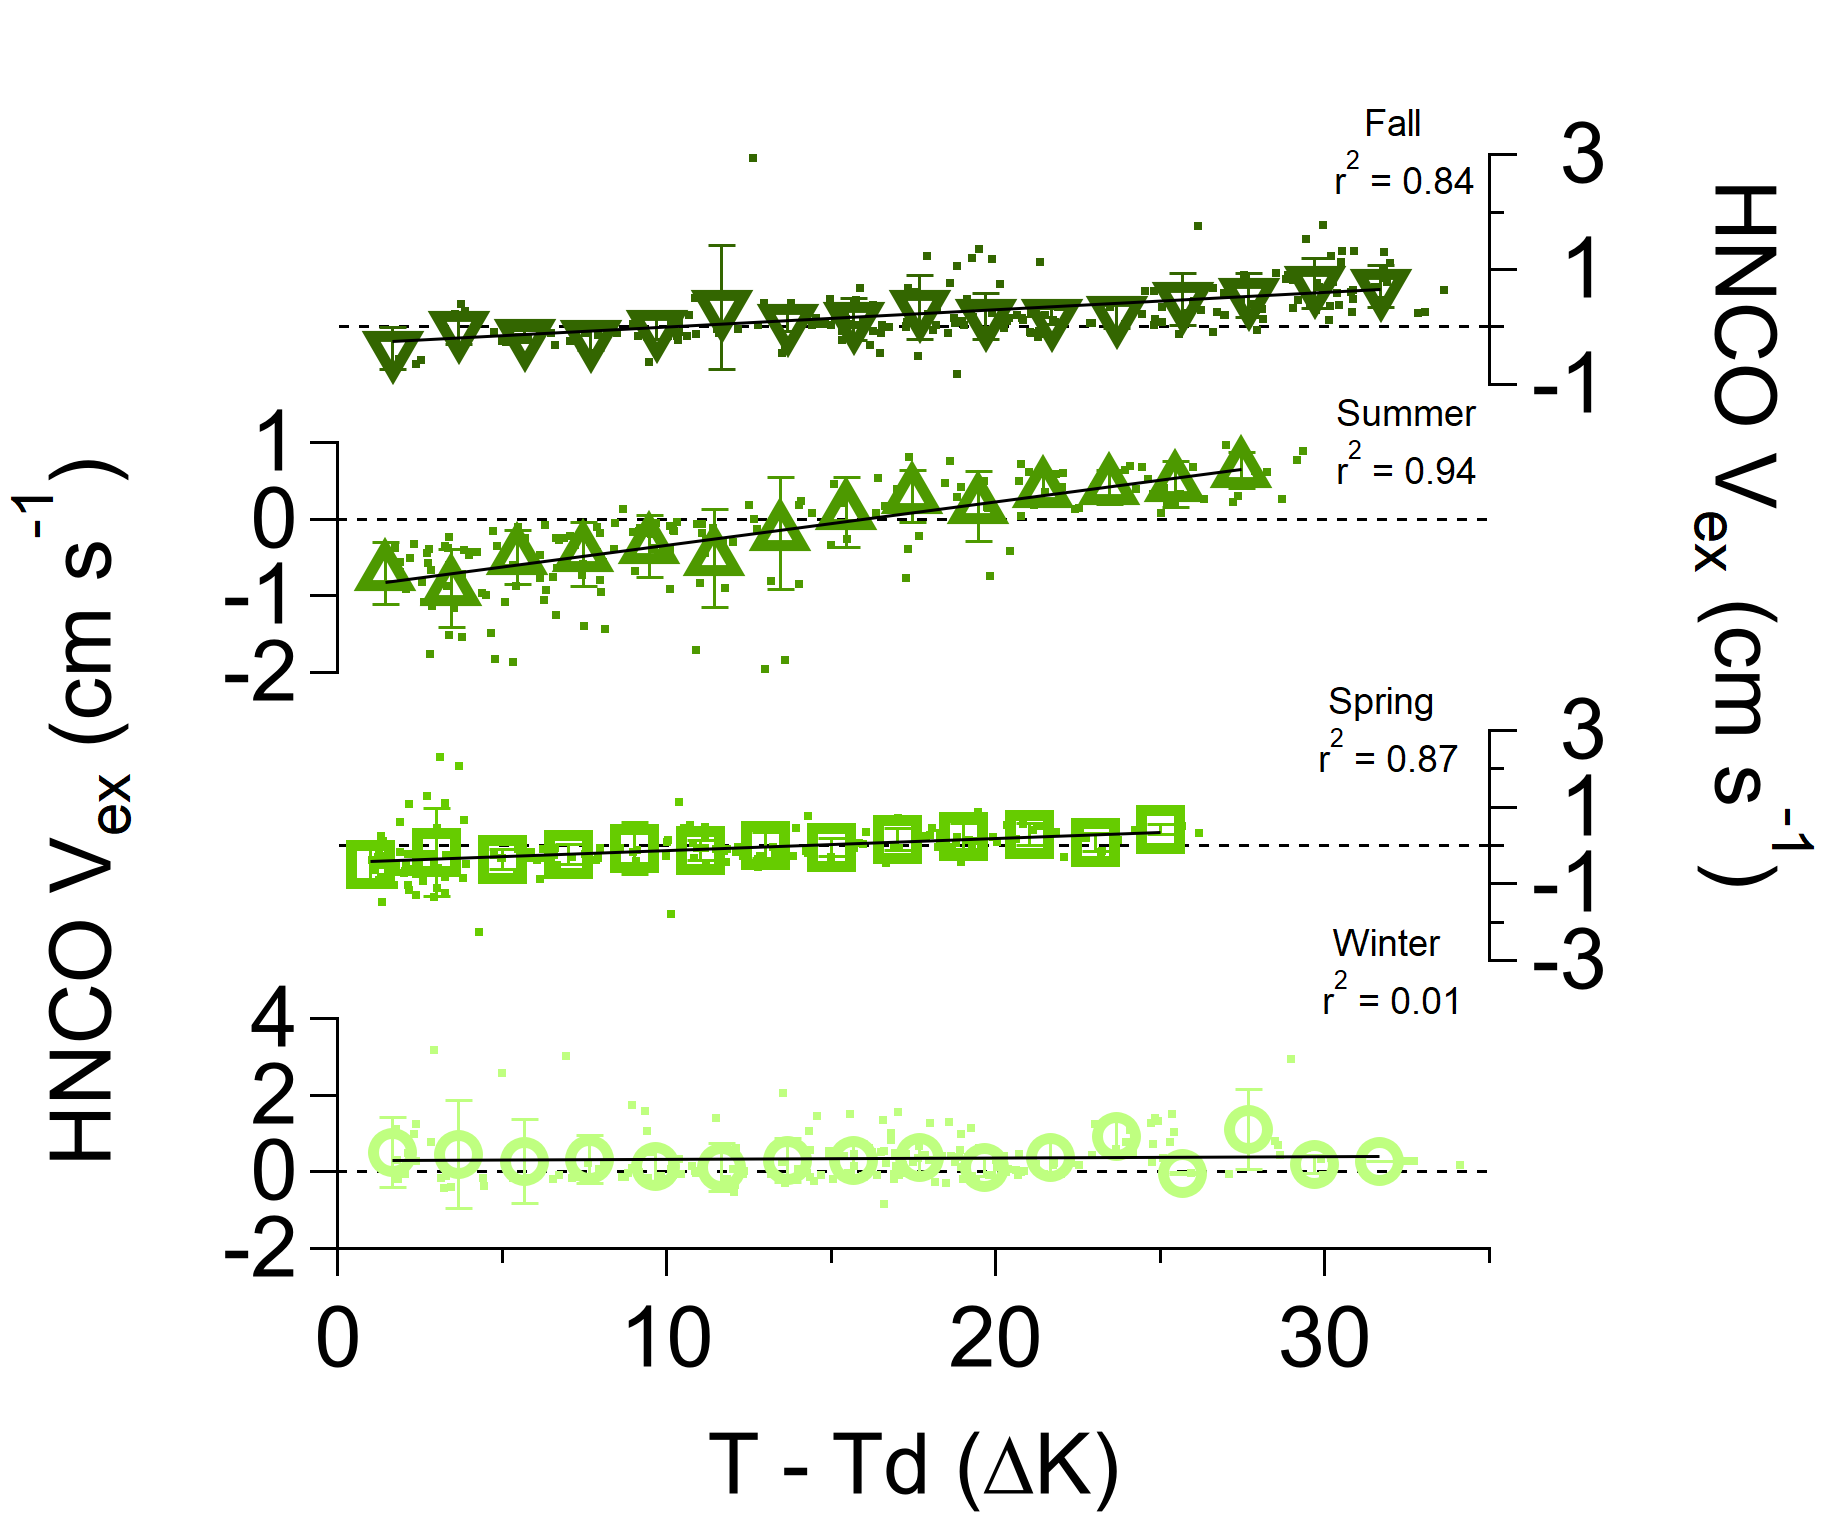 Fall
r2 = 0.84
3
1
-1
Summer
r2 = 0.94
1
0
-1
-2
Spring
r2 = 0.87
3
1
-1
-3
Winter
r2 = 0.01
4
2
0
-2
0 10 20 30
T - Td (ΔK)
HNCO Vex (cm s-1)
HNCO Vex (cm s-1)